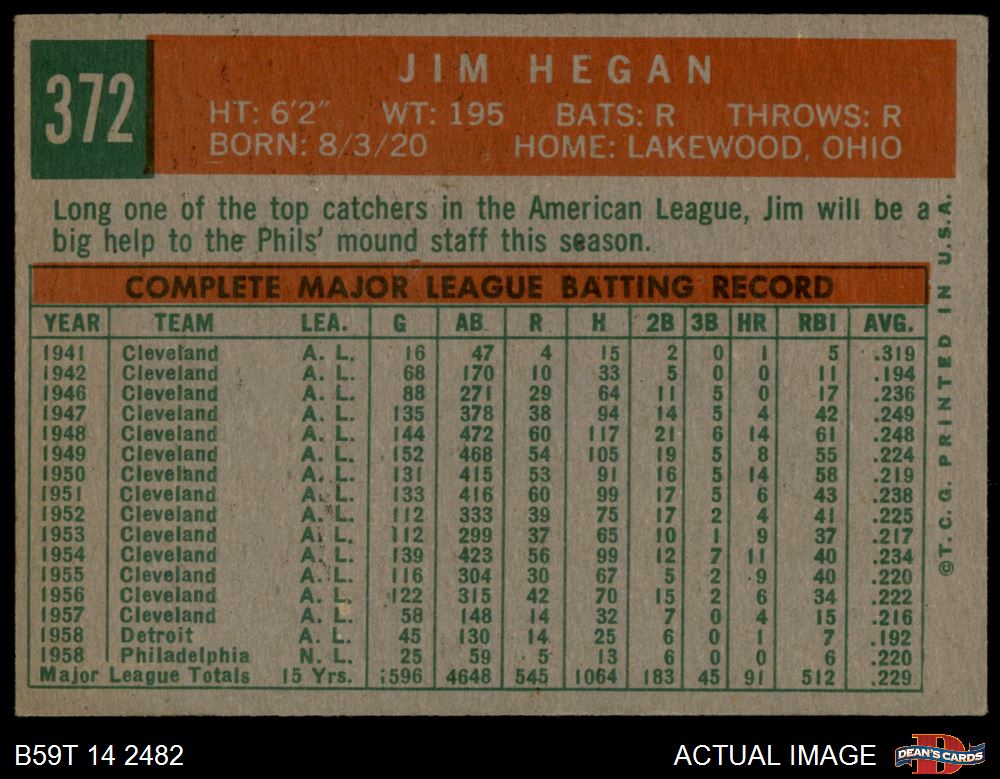 372
JIM HEGAN
HT: 6'2" WT: 195 BATS: R THROWS: R
BORN: 8/3/20 HOME: LAKEWOOD, OHIO
Long one of the top catchers in the American League, Jim will be a
big help to the Phils' mound staff this season.
COMPLETE MAJOR LEAGUE BATTING RECORD
YEAR TEAM LEA. G AB R H 2B 3B HR RBI AVG.
1941 Cleveland A. L. 16 47 4 15 2 0 1 5 .319
1942 Cleveland A. L. 68 170 10 33 5 0 0 11 .194
1946 Cleveland A. L. 88 271 29 64 11 5 0 17 .236
1947 Cleveland A. L. 135 378 38 94 14 5 4 42 .249
1948 Cleveland A. L. 144 472 60 117 21 6 14 61 .248
1949 Cleveland A. L. 152 468 54 105 19 5 8 55 .224
1950 Cleveland A. L. 131 415 53 91 16 5 14 58 .219
1951 Cleveland A. L. 133 416 60 99 17 5 6 43 .238
1952 Cleveland A. L. 112 333 39 75 17 2 4 41 .225
1953 Cleveland A. L. 112 299 37 65 10 1 9 37 .217
1954 Cleveland A. L. 139 423 56 99 12 7 11 40 .234
1955 Cleveland A. L. 116 304 30 67 5 2 9 40 .220
1956 Cleveland A. L. 122 315 42 70 15 2 6 34 .222
1957 Cleveland A. L. 58 148 14 32 7 0 4 15 .216
1958 Detroit A. L. 45 130 14 25 6 0 1 7 .192
1958 Philadelphia N. L. 25 59 5 13 6 0 0 6 .220
Major League Totals 15 Yrs. 1596 4648 545 1064 183 45 91 512 .229
©T. C. G. PRINTED IN U.S.A.
B59T 14 2482
ACTUAL IMAGE
DEAN'S CARDS